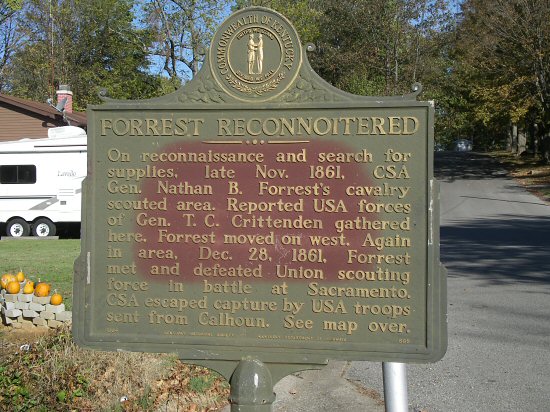 COMMONWEALTH OF KENTUCKY
FORREST RECONNOITERED
On reconnaissance and search for
supplies, late Nov. 1861, CSA
Gen. Nathan B. Forrest's cavalry
scouted area. Reported USA forces
of Gen. T. C. Crittenden gathered
here. Forrest moved on west. Again
in area, Dec. 28, 1861, Forrest
met and defeated Union scouting
force in battle at Sacramento.
CSA escaped capture by USA troops
sent from Calhoun. See map over.